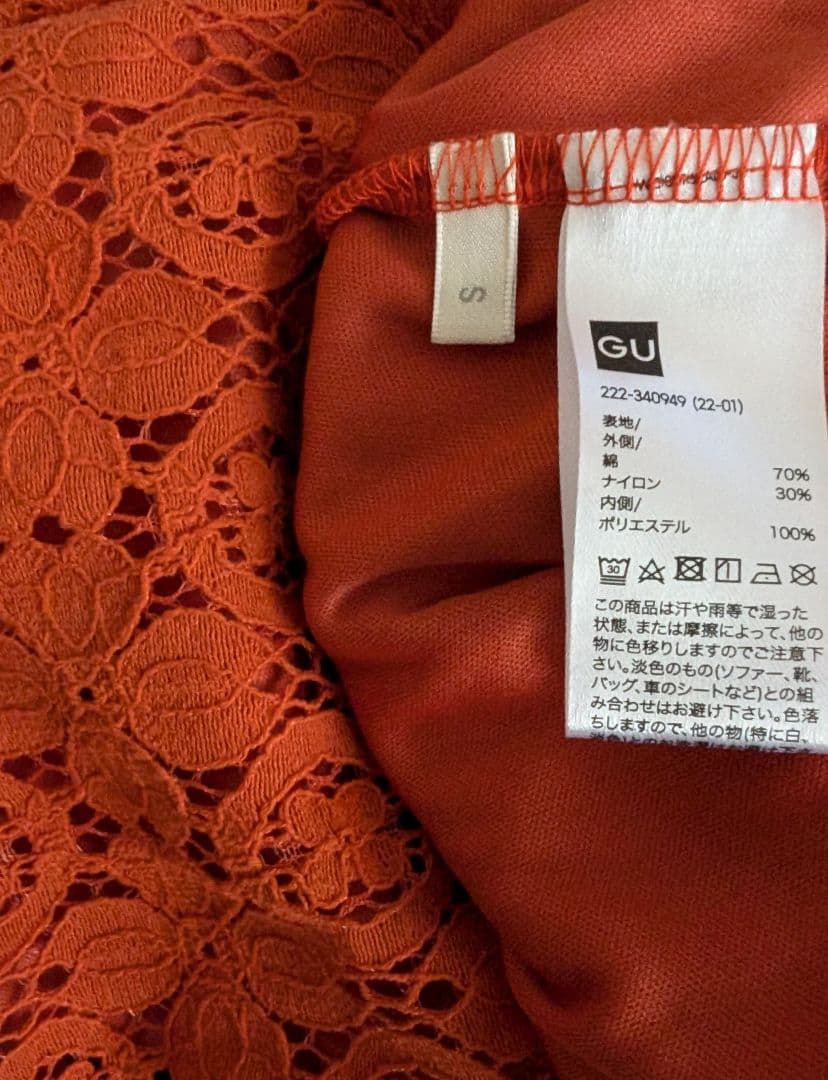 S
GU
222-340949 (22-01)
表地/
外側/
綿 70%
ナイロン 30%
内側/
ポリエステル 100%
30
この商品は汗や雨等で湿った
状態、または摩擦によって、他の
物に色移りしますのでご注意下
さい。淡色のもの(ソファー、靴、
バッグ、車のシートなど)との組
み合わせはお避け下さい。色落
ちしますので、他の物(特に白、